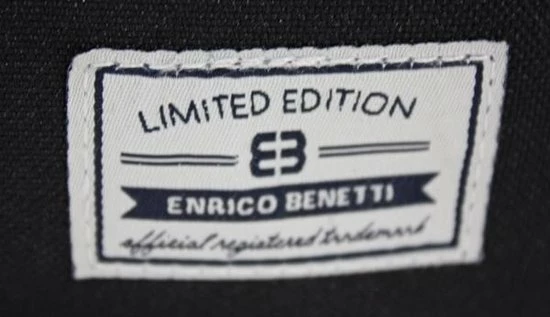 LIMITED EDITION
EB
ENRICO BENETTI
official registered trademark